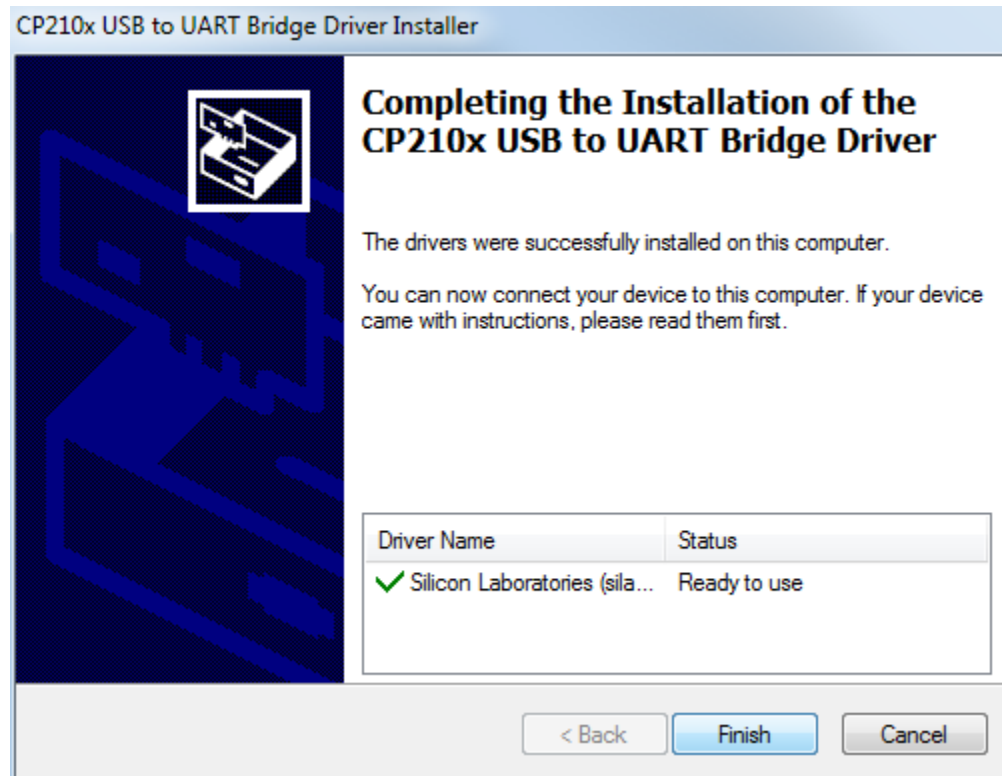 CP210x USB to UART Bridge Driver Installer
Completing the Installation of the
CP210x USB to UART Bridge Driver
The drivers were successfully installed on this computer.
You can now connect your device to this computer. If your device
came with instructions, please read them first.
Driver Name Status
Silicon Laboratories (sila... Ready to use
< Back Finish Cancel